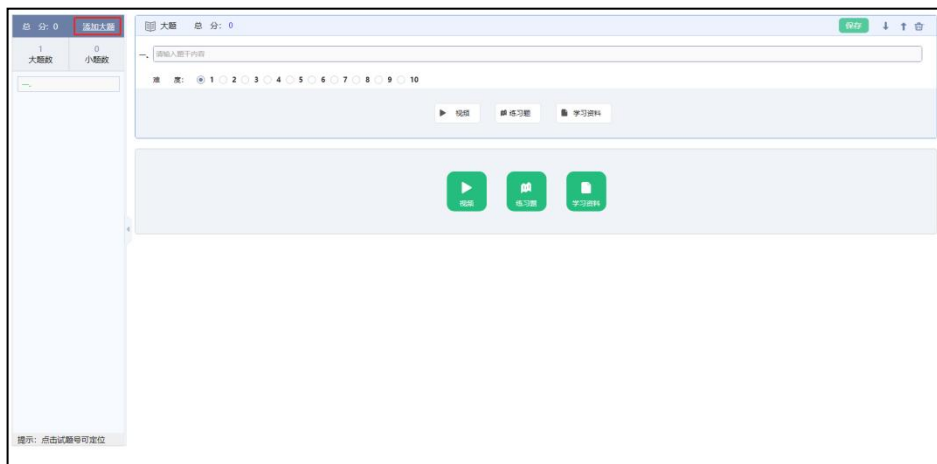 总 分: 0 添加大题
1 0
大题数 小题数
一.
提示: 点击试题号可定位
大题 总 分: 0 保存
一. 请输入题干内容
难 度: 1 2 3 4 5 6 7 8 9 10
视频 练习题 学习资料
视频 练习题 学习资料